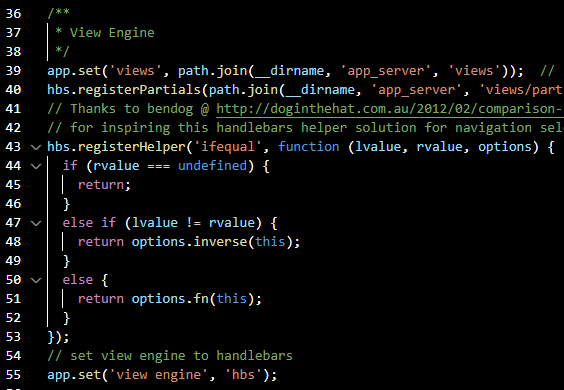 36 /**
37  * View Engine
38  */
39 app.set('views', path.join(__dirname, 'app_server', 'views')); //
40 hbs.registerPartials(path.join(__dirname, 'app_server', 'views/part
41 // Thanks to bendog @ http://doginthehat.com.au/2012/02/comparison-
42 // for inspiring this handlebars helper solution for navigation sel
43 hbs.registerHelper('ifequal', function (lvalue, rvalue, options) {
44   if (rvalue === undefined) {
45     return;
46   }
47   else if (lvalue != rvalue) {
48     return options.inverse(this);
49   }
50   else {
51     return options.fn(this);
52   }
53 });
54 // set view engine to handlebars
55 app.set('view engine', 'hbs');